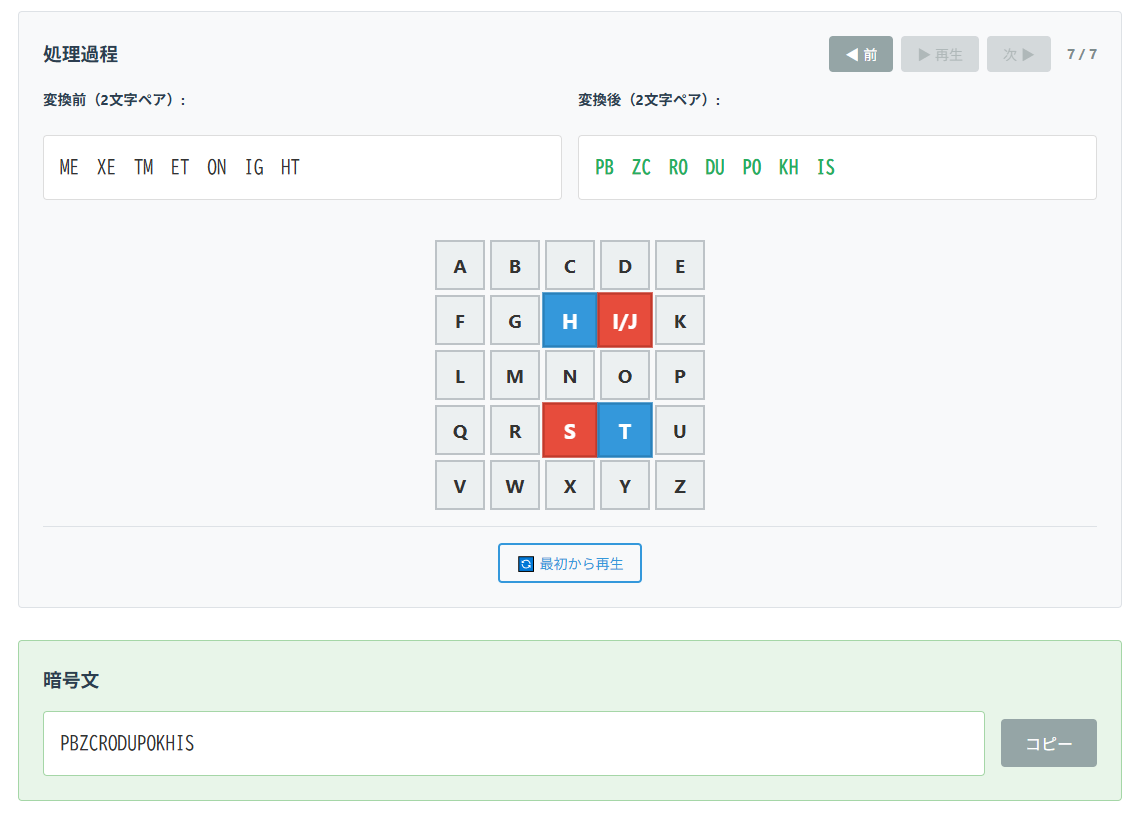 処理過程
◀ 前 ▶ 再生 次 ▶ 7 / 7
変換前（2文字ペア）: 変換後（2文字ペア）:
ME XE TM ET ON IG HT PB ZC RO DU PO KH IS
A B C D E
F G H I/J K
L M N O P
Q R S T U
V W X Y Z
🔄 最初から再生
暗号文
PBZCRODUPOKHIS コピー